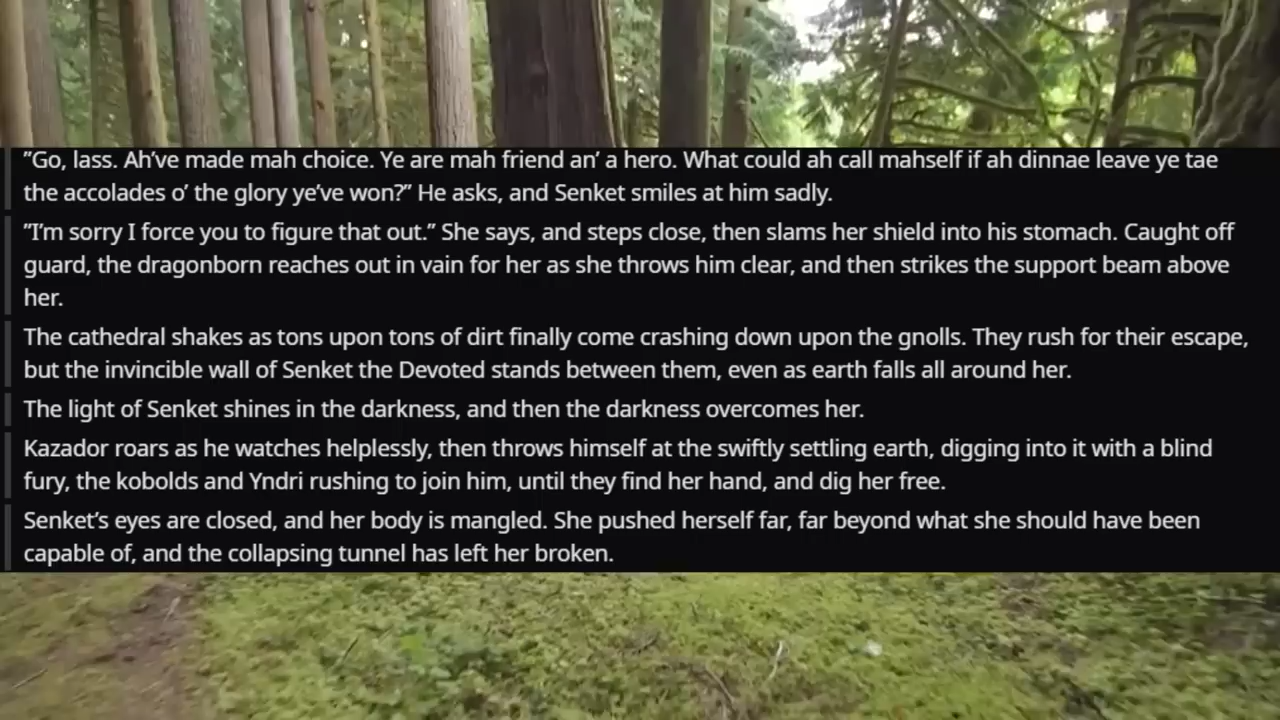 ”Go, lass. Ah’ve made mah choice. Ye are mah friend an’ a hero. What could ah call mahself if ah dinnae leave ye tae
the accolades o’ the glory ye’ve won?” He asks, and Senket smiles at him sadly.
”I’m sorry I force you to figure that out.” She says, and steps close, then slams her shield into his stomach. Caught off
guard, the dragonborn reaches out in vain for her as she throws him clear, and then strikes the support beam above
her.
The cathedral shakes as tons upon tons of dirt finally come crashing down upon the gnolls. They rush for their escape,
but the invincible wall of Senket the Devoted stands between them, even as earth falls all around her.
The light of Senket shines in the darkness, and then the darkness overcomes her.
Kazador roars as he watches helplessly, then throws himself at the swiftly settling earth, digging into it with a blind
fury, the kobolds and Yndri rushing to join him, until they find her hand, and dig her free.
Senket’s eyes are closed, and her body is mangled. She pushed herself far, far beyond what she should have been
capable of, and the collapsing tunnel has left her broken.